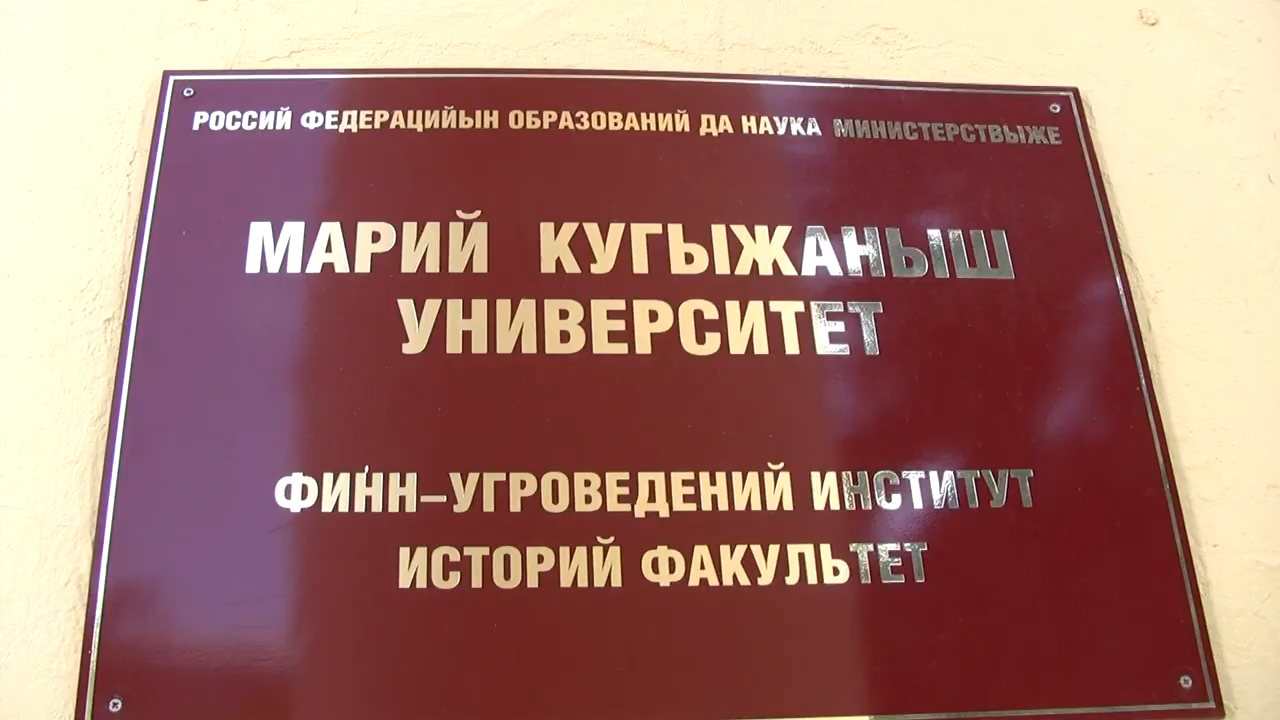 РОССИЙ ФЕДЕРАЦИЙЫН ОБРАЗОВАНИЙ ДА НАУКА МИНИСТЕРСТВЫЖЕ
МАРИЙ КУГЫЖАНЫШ
УНИВЕРСИТЕТ
ФИНН–УГРОВЕДЕНИЙ ИНСТИТУТ
ИСТОРИЙ ФАКУЛЬТЕТ